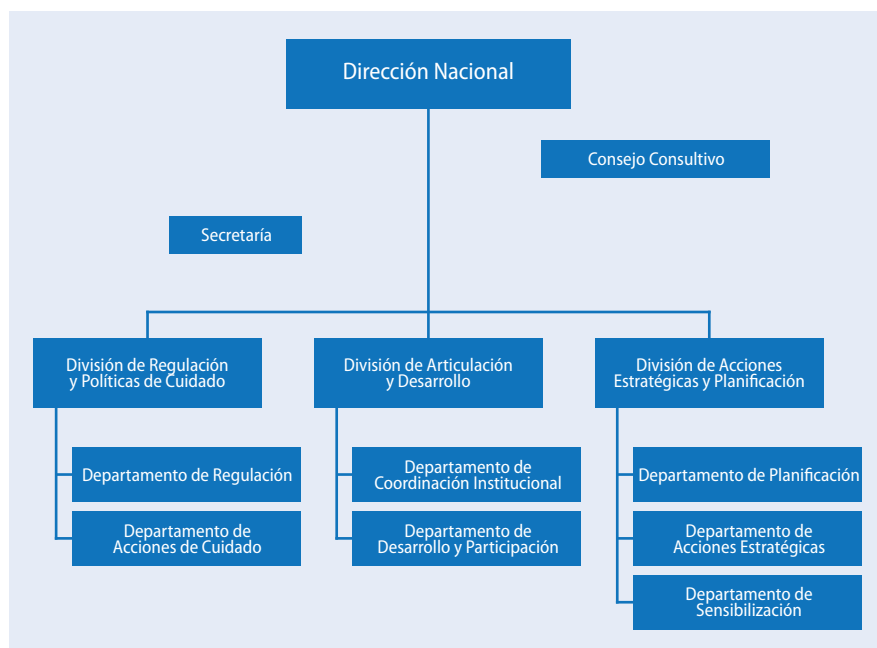 Dirección Nacional
Consejo Consultivo
Secretaría
División de Regulación
y Políticas de Cuidado
Departamento de Regulación
Departamento de
Acciones de Cuidado
División de Articulación
y Desarrollo
Departamento de
Coordinación Institucional
Departamento de
Desarrollo y Participación
División de Acciones
Estratégicas y Planificación
Departamento de Planificación
Departamento de
Acciones Estratégicas
Departamento de
Sensibilización